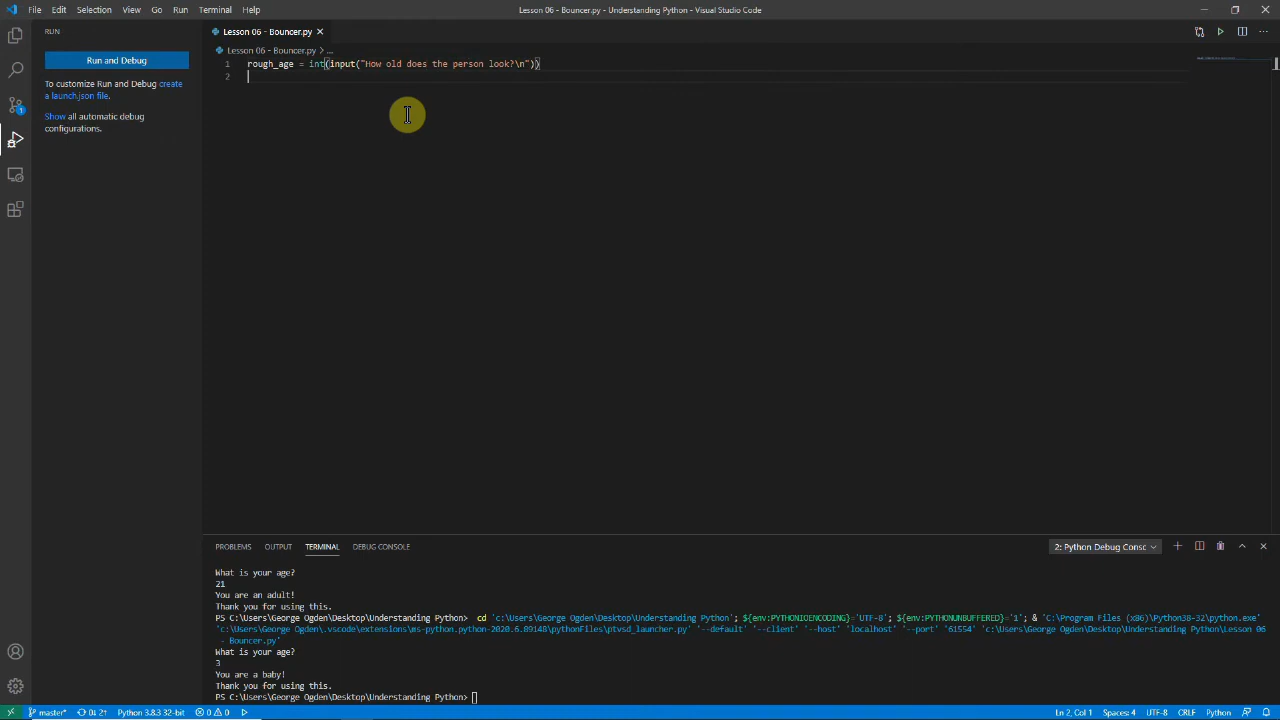 File Edit Selection View Go Run Terminal Help Lesson 06 - Bouncer.py - Understanding Python - Visual Studio Code
RUN
Lesson 06 - Bouncer.py
Lesson 06 - Bouncer.py > ...
Run and Debug
To customize Run and Debug create
a launch.json file.
Show all automatic debug
configurations.
1 rough_age = int(input("How old does the person look?\n"))
2
1
PROBLEMS OUTPUT TERMINAL DEBUG CONSOLE 2: Python Debug Consc
What is your age?
21
You are an adult!
Thank you for using this.
PS C:\Users\George Ogden\Desktop\Understanding Python> cd 'c:\Users\George Ogden\Desktop\Understanding Python'; ${env:PYTHONIOENCODING}='UTF-8'; ${env:PYTHONUNBUFFERED}='1'; & 'C:\Program Files (x86)\Python38-32\python.exe'
'c:\Users\George Ogden\.vscode\extensions\ms-python.python-2020.6.89148\pythonFiles\ptvsd_launcher.py' '--default' '--client' '--host' 'localhost' '--port' '61554' 'c:\Users\George Ogden\Desktop\Understanding Python\Lesson 06
- Bouncer.py'
What is your age?
3
You are a baby!
Thank you for using this.
PS C:\Users\George Ogden\Desktop\Understanding Python>
master* 0↓ 2↑ Python 3.8.3 32-bit 0 0 Ln 2, Col 1 Spaces: 4 UTF-8 CRLF Python